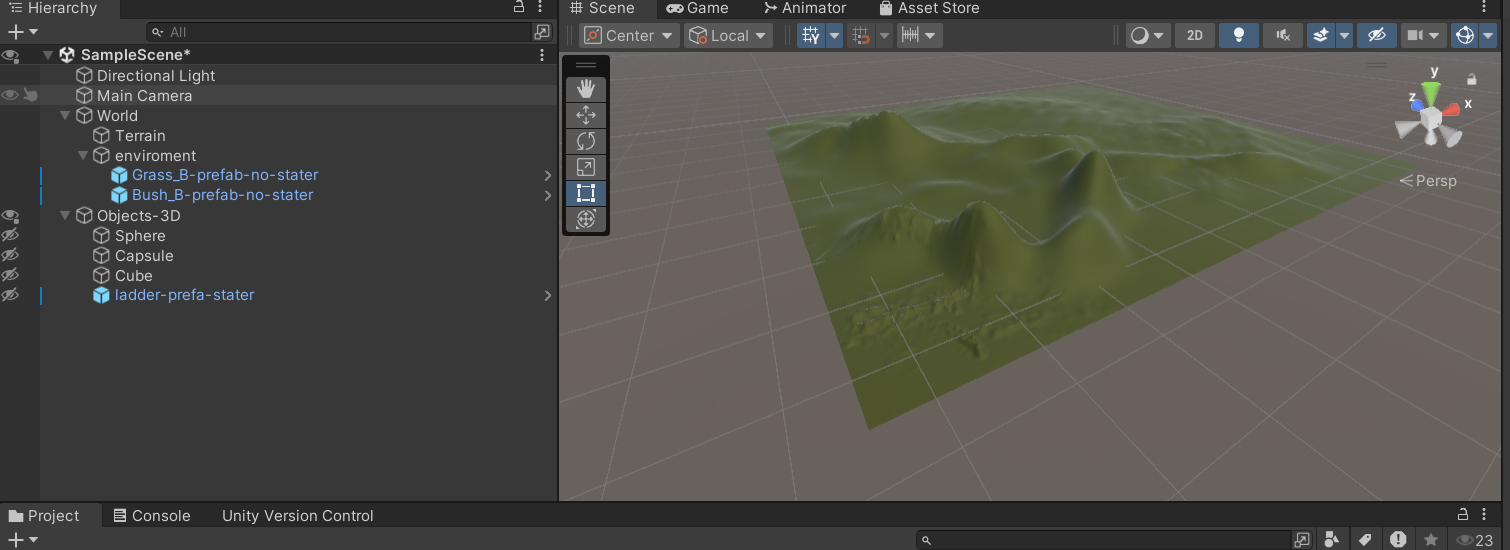 Hierarchy
All
SampleScene*
Directional Light
Main Camera
World
Terrain
enviroment
Grass_B-prefab-no-stater
Bush_B-prefab-no-stater
Objects-3D
Sphere
Capsule
Cube
ladder-prefa-stater
Scene Game Animator Asset Store
Center Local 2D
y
z x
Persp
Project Console Unity Version Control
23